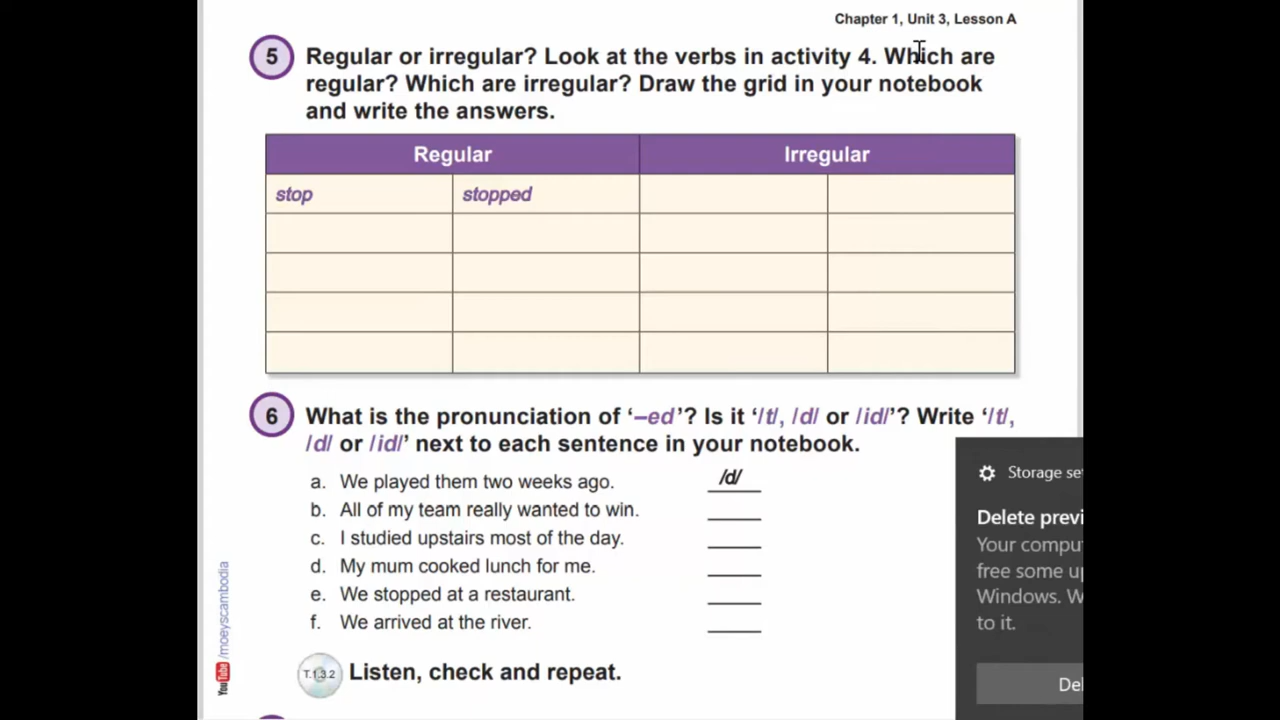 Chapter 1, Unit 3, Lesson A
5 Regular or irregular? Look at the verbs in activity 4. Which are
regular? Which are irregular? Draw the grid in your notebook
and write the answers.
Regular Irregular
stop stopped
6 What is the pronunciation of ‘–ed’? Is it ‘/t/, /d/ or /id/’? Write ‘/t/,
/d/ or /id/’ next to each sentence in your notebook.
a. We played them two weeks ago. /d/
b. All of my team really wanted to win.
c. I studied upstairs most of the day.
d. My mum cooked lunch for me.
e. We stopped at a restaurant.
f. We arrived at the river.
T.1.3.2 Listen, check and repeat.
YouTube /moeyscambodia
Storage se
Delete previ
Your compu
free some u
Windows. W
to it.
Del